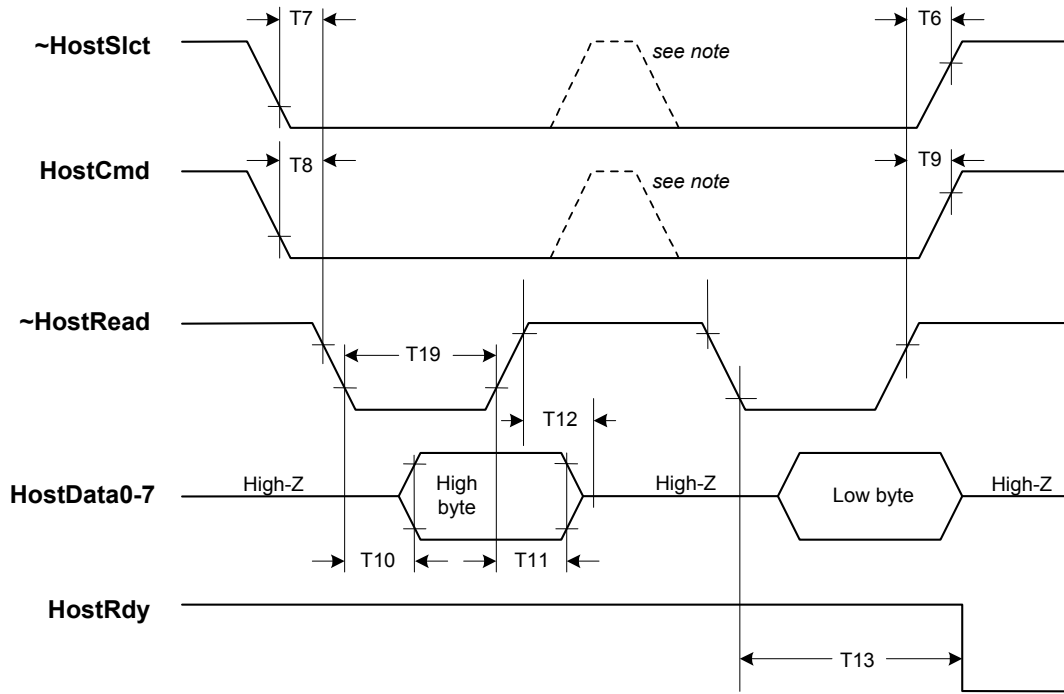 T7
T6
~HostSlct
see note
T8
T9
HostCmd
see note
~HostRead
T19
T12
HostData0-7
High-Z
High
byte
High-Z
Low byte
High-Z
T10
T11
HostRdy
T13